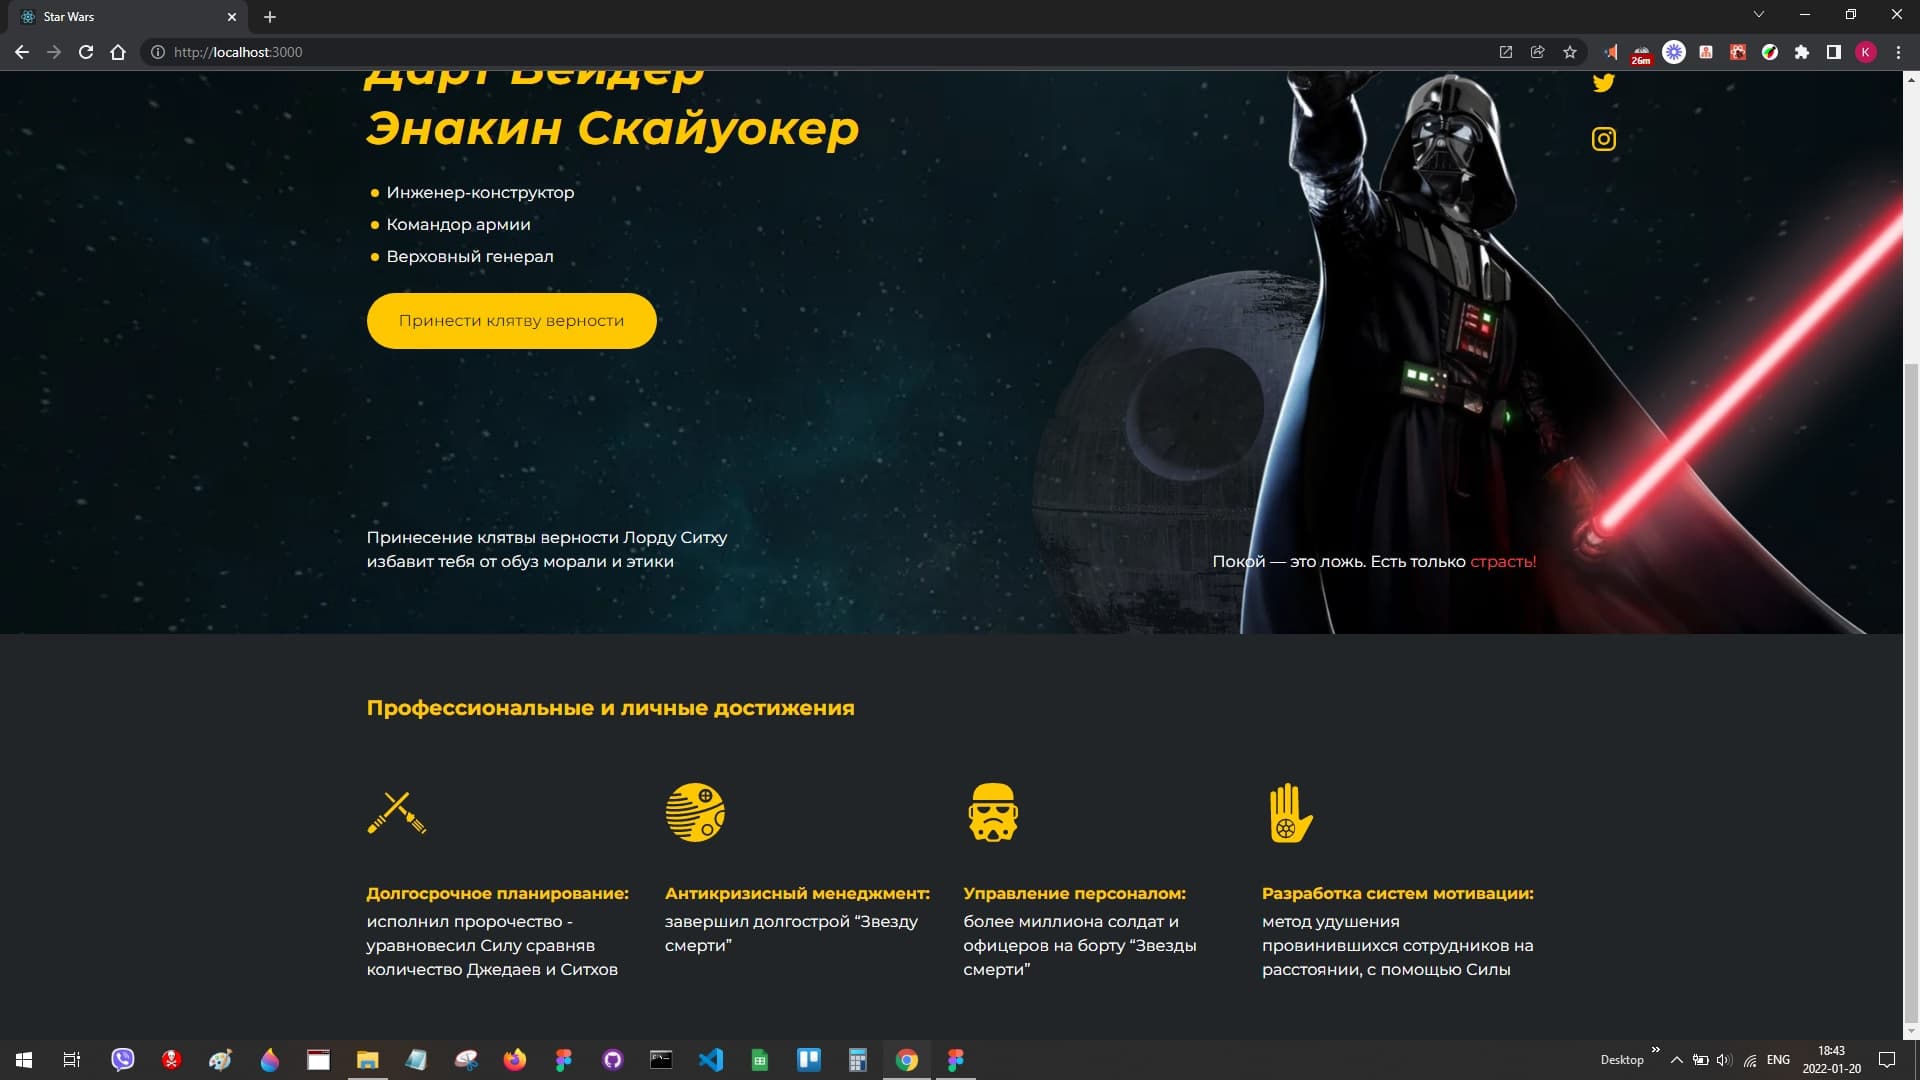 Star Wars
http://localhost:3000
26m
K
Дарт Вейдер
Энакин Скайуокер
Инженер-конструктор
Командор армии
Верховный генерал
Принести клятву верности
Принесение клятвы верности Лорду Ситху
избавит тебя от обуз морали и этики
Покой — это ложь. Есть только страсть!
Профессиональные и личные достижения
Долгосрочное планирование:
исполнил пророчество -
уравновесил Силу сравняв
количество Джедаев и Ситхов
Антикризисный менеджмент:
завершил долгострой “Звезду
смерти”
Управление персоналом:
более миллиона солдат и
офицеров на борту “Звезды
смерти”
Разработка систем мотивации:
метод удушения
провинившихся сотрудников на
расстоянии, с помощью Силы
Desktop
ENG
18:43
2022-01-20